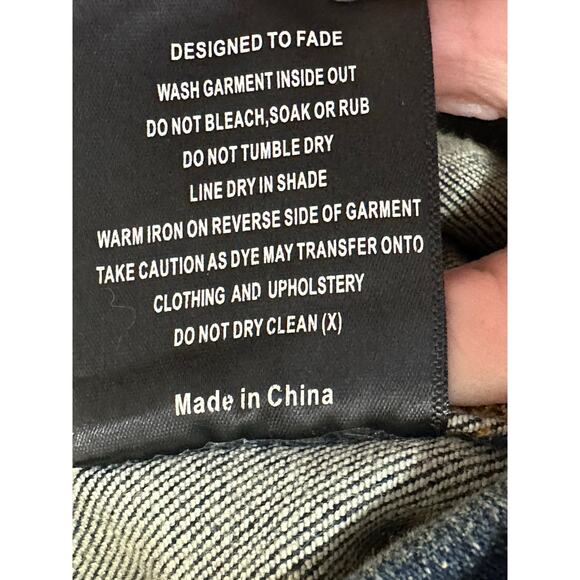 DESIGNED TO FADE
WASH GARMENT INSIDE OUT
DO NOT BLEACH,SOAK OR RUB
DO NOT TUMBLE DRY
LINE DRY IN SHADE
WARM IRON ON REVERSE SIDE OF GARMENT
TAKE CAUTION AS DYE MAY TRANSFER ONTO
CLOTHING AND UPHOLSTERY
DO NOT DRY CLEAN (X)
Made in China